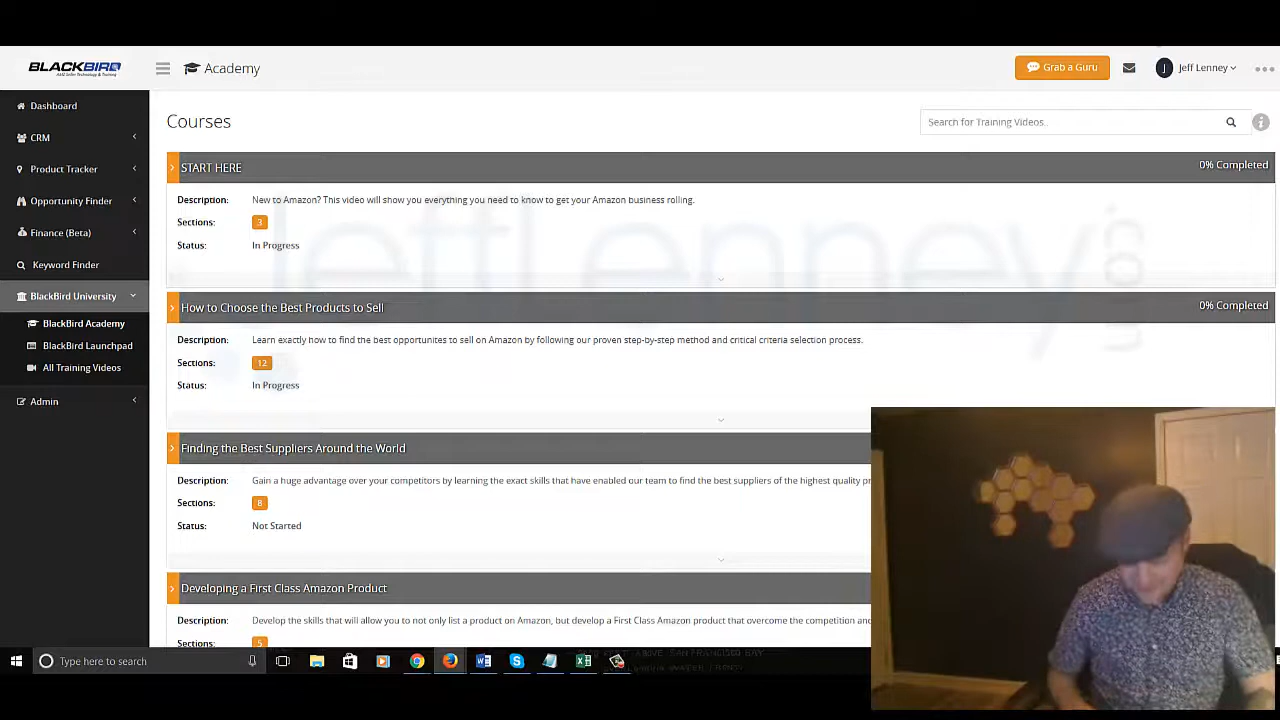 BLACKBIRD
Academy
Grab a Guru
J
Jeff Lenney
Dashboard
CRM
Product Tracker
Opportunity Finder
Finance (Beta)
Keyword Finder
BlackBird University
BlackBird Academy
BlackBird Launchpad
All Training Videos
Admin
Courses
Search for Training Videos..
START HERE
0% Completed
Description: New to Amazon? This video will show you everything you need to know to get your Amazon business rolling.
Sections: 3
Status: In Progress
JeffLenney.com
How to Choose the Best Products to Sell
0% Completed
Description: Learn exactly how to find the best opportunites to sell on Amazon by following our proven step-by-step method and critical criteria selection process.
Sections: 12
Status: In Progress
Finding the Best Suppliers Around the World
Description: Gain a huge advantage over your competitors by learning the exact skills that have enabled our team to find the best suppliers of the highest quality pr
Sections: 8
Status: Not Started
Developing a First Class Amazon Product
Description: Develop the skills that will allow you to not only list a product on Amazon, but develop a First Class Amazon product that overcome the competition and
Sections: 5
Type here to search